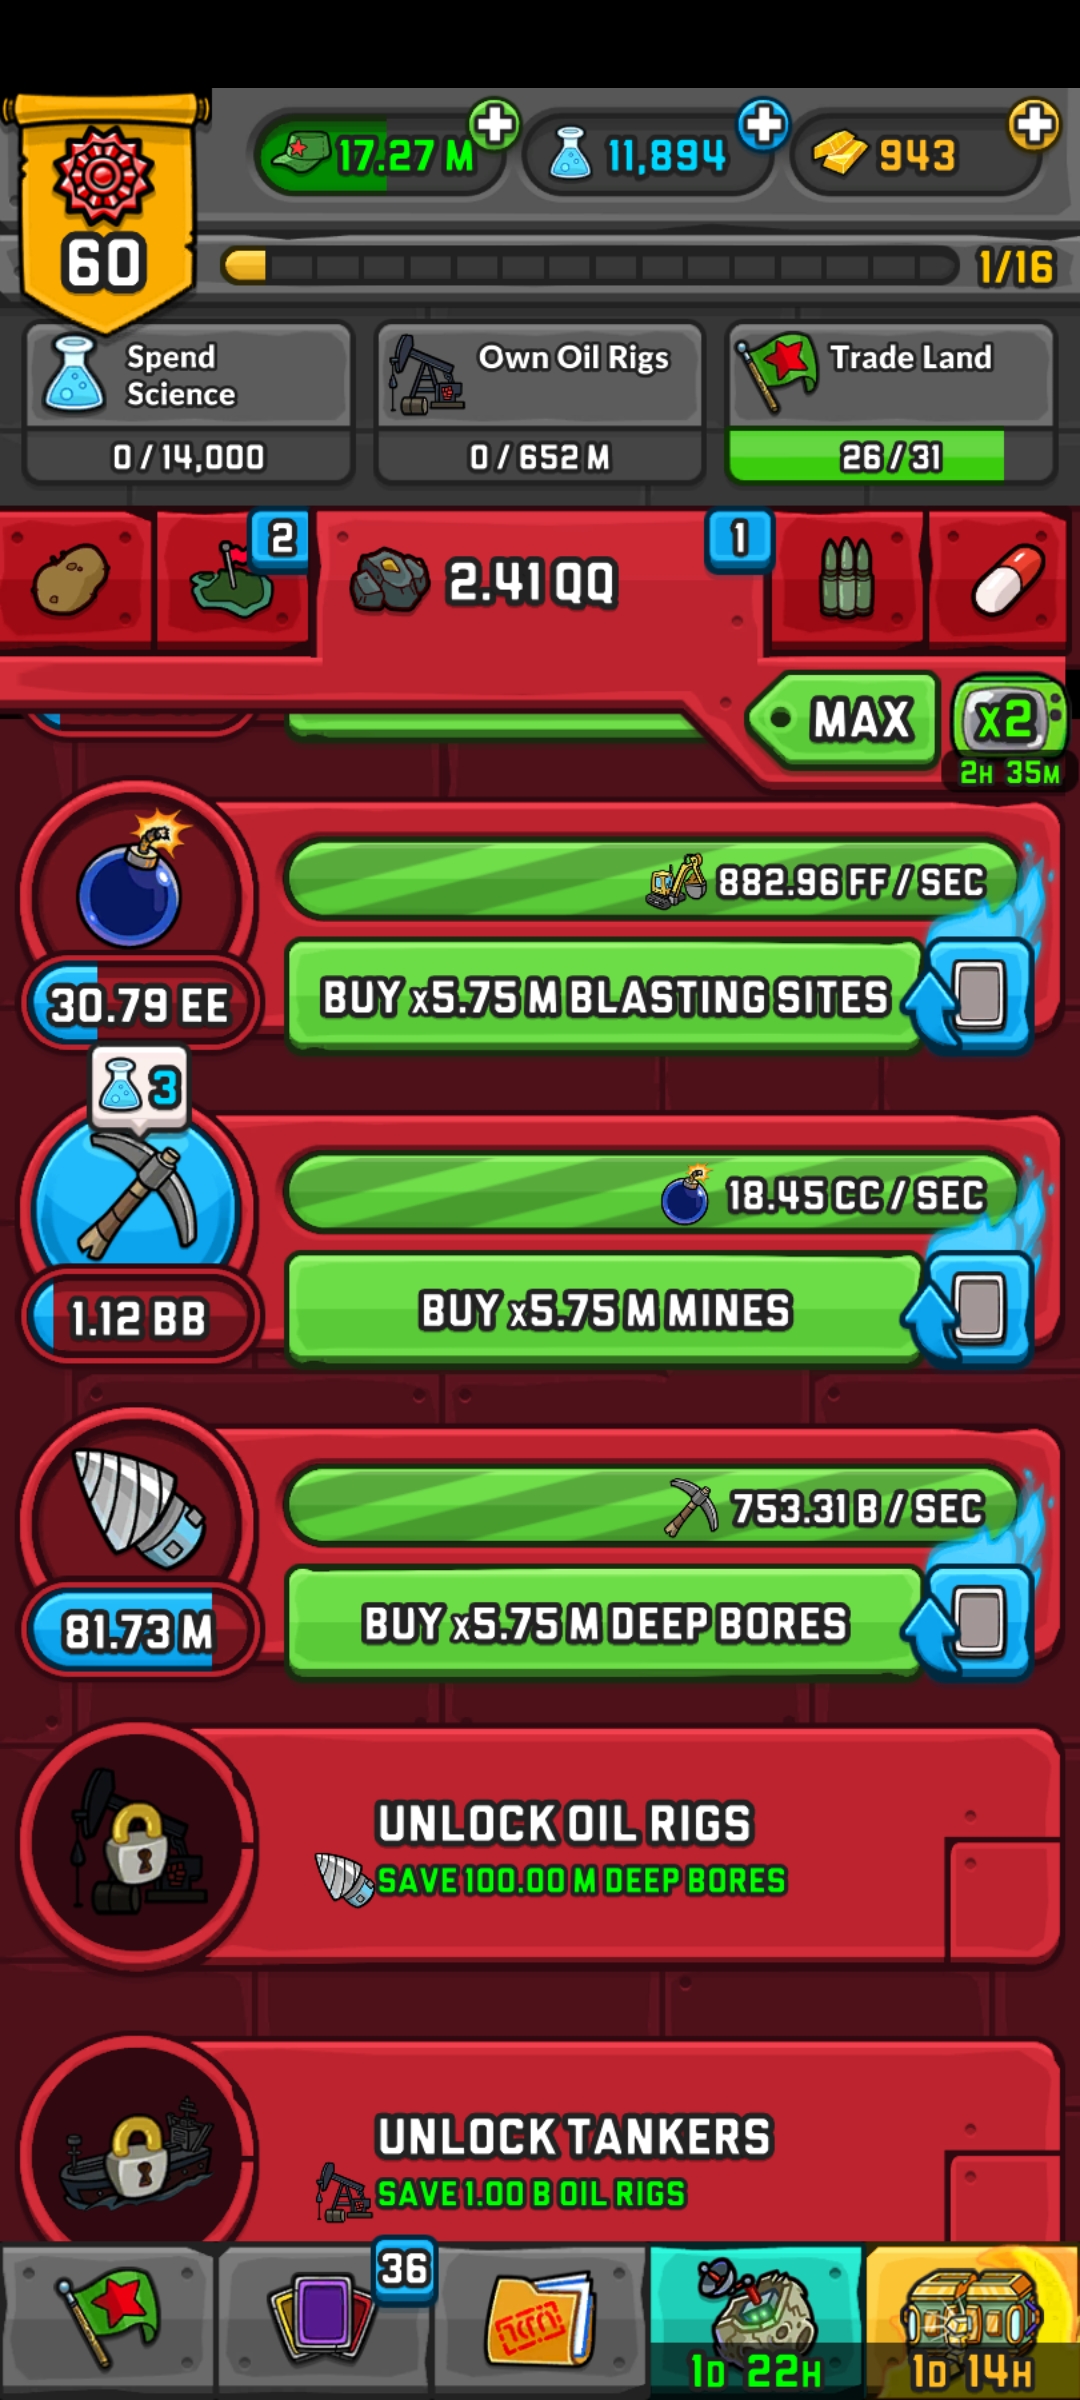 17.27 M
11,894
943
60
1/16
Spend
Science
Own Oil Rigs
Trade Land
0 / 14,000
0 / 652 M
26 / 31
2
2.41 QQ
1
MAX
x2
2H 35M
882.96 FF / SEC
30.79 EE
BUY x5.75 M BLASTING SITES
3
18.45 CC / SEC
1.12 BB
BUY x5.75 M MINES
753.31 B / SEC
81.73 M
BUY x5.75 M DEEP BORES
UNLOCK OIL RIGS
SAVE 100.00 M DEEP BORES
UNLOCK TANKERS
SAVE 1.00 B OIL RIGS
36
1D 22H
1D 14H